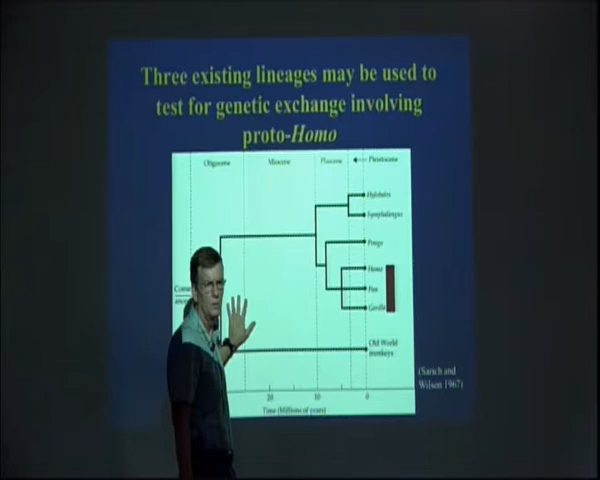 Three existing lineages may be used to
test for genetic exchange involving
proto-Homo
Oligocene Miocene Pliocene Pleistocene
Hylobates
Symphalangus
Pongo
Homo
Pan
Gorilla
Old World
monkeys
20 10 0
Time (Millions of years)
(Sarich and
Wilson 1967)